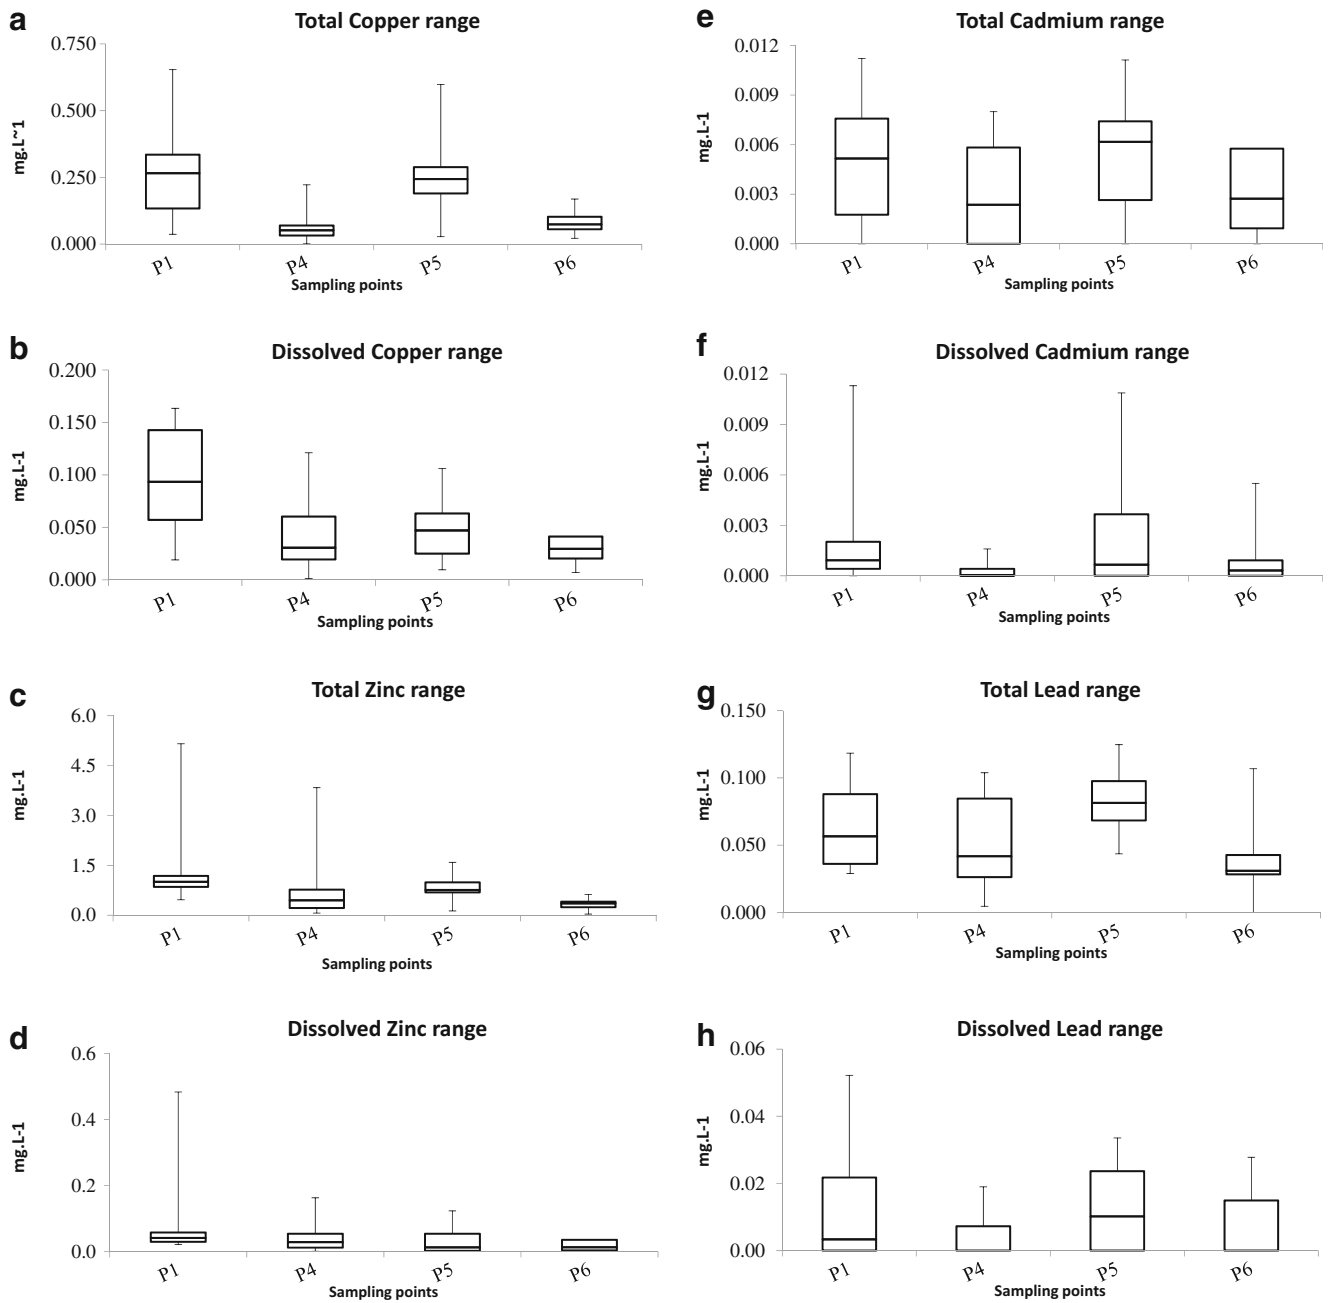 a
Total Copper range
0.750
0.500
0.250
0.000
mg.L~1
P1
P4
P5
P6
Sampling points
b
Dissolved Copper range
0.200
0.150
0.100
0.050
0.000
mg.L-1
P1
P4
P5
P6
Sampling points
c
Total Zinc range
6.0
4.5
3.0
1.5
0.0
mg.L-1
P1
P4
P5
P6
Sampling points
d
Dissolved Zinc range
0.6
0.4
0.2
0.0
mg.L-1
P1
P4
P5
P6
Sampling points
e
Total Cadmium range
0.012
0.009
0.006
0.003
0.000
mg.L-1
P1
P4
P5
P6
Sampling points
f
Dissolved Cadmium range
0.012
0.009
0.006
0.003
0.000
mg.L-1
P1
P4
P5
P6
Sampling points
g
Total Lead range
0.150
0.100
0.050
0.000
mg.L-1
P1
P4
P5
P6
Sampling points
h
Dissolved Lead range
0.06
0.04
0.02
0.00
mg.L-1
P1
P4
P5
P6
Sampling points